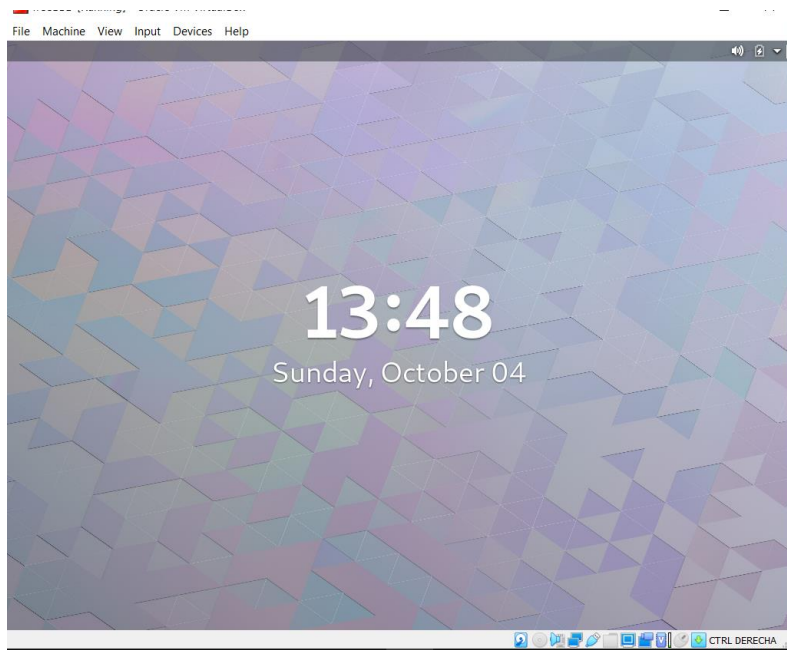 File Machine View Input Devices Help
13:48
Sunday, October 04
CTRL DERECHA